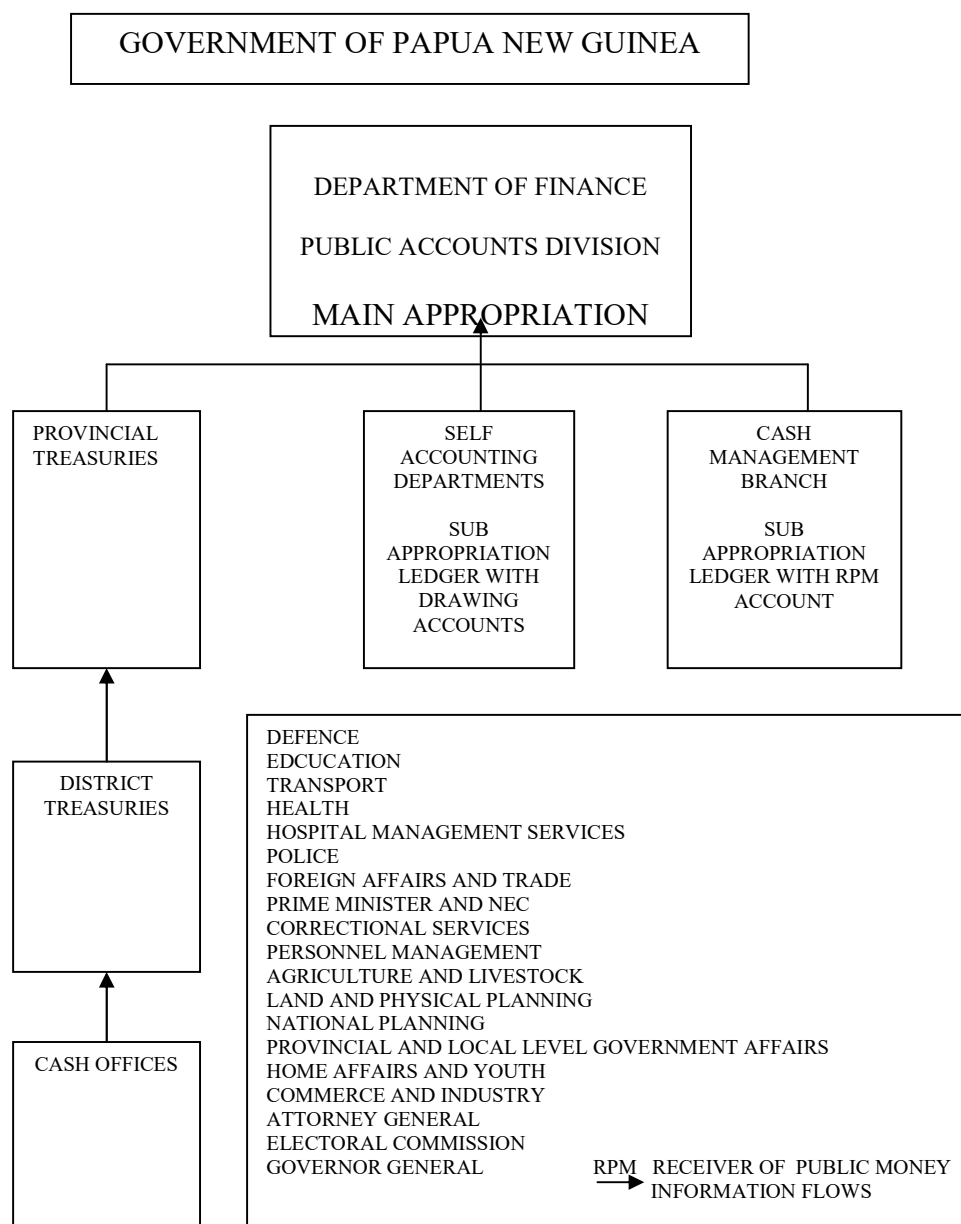 GOVERNMENT OF PAPUA NEW GUINEA
DEPARTMENT OF FINANCE
PUBLIC ACCOUNTS DIVISION
MAIN APPROPRIATION
PROVINCIAL
TREASURIES
SELF
ACCOUNTING
DEPARTMENTS
SUB
APPROPRIATION
LEDGER WITH
DRAWING
ACCOUNTS
CASH
MANAGEMENT
BRANCH
SUB
APPROPRIATION
LEDGER WITH RPM
ACCOUNT
DISTRICT
TREASURIES
CASH OFFICES
DEFENCE
EDCUCATION
TRANSPORT
HEALTH
HOSPITAL MANAGEMENT SERVICES
POLICE
FOREIGN AFFAIRS AND TRADE
PRIME MINISTER AND NEC
CORRECTIONAL SERVICES
PERSONNEL MANAGEMENT
AGRICULTURE AND LIVESTOCK
LAND AND PHYSICAL PLANNING
NATIONAL PLANNING
PROVINCIAL AND LOCAL LEVEL GOVERNMENT AFFAIRS
HOME AFFAIRS AND YOUTH
COMMERCE AND INDUSTRY
ATTORNEY GENERAL
ELECTORAL COMMISSION
GOVERNOR GENERAL
RPM RECEIVER OF PUBLIC MONEY
INFORMATION FLOWS